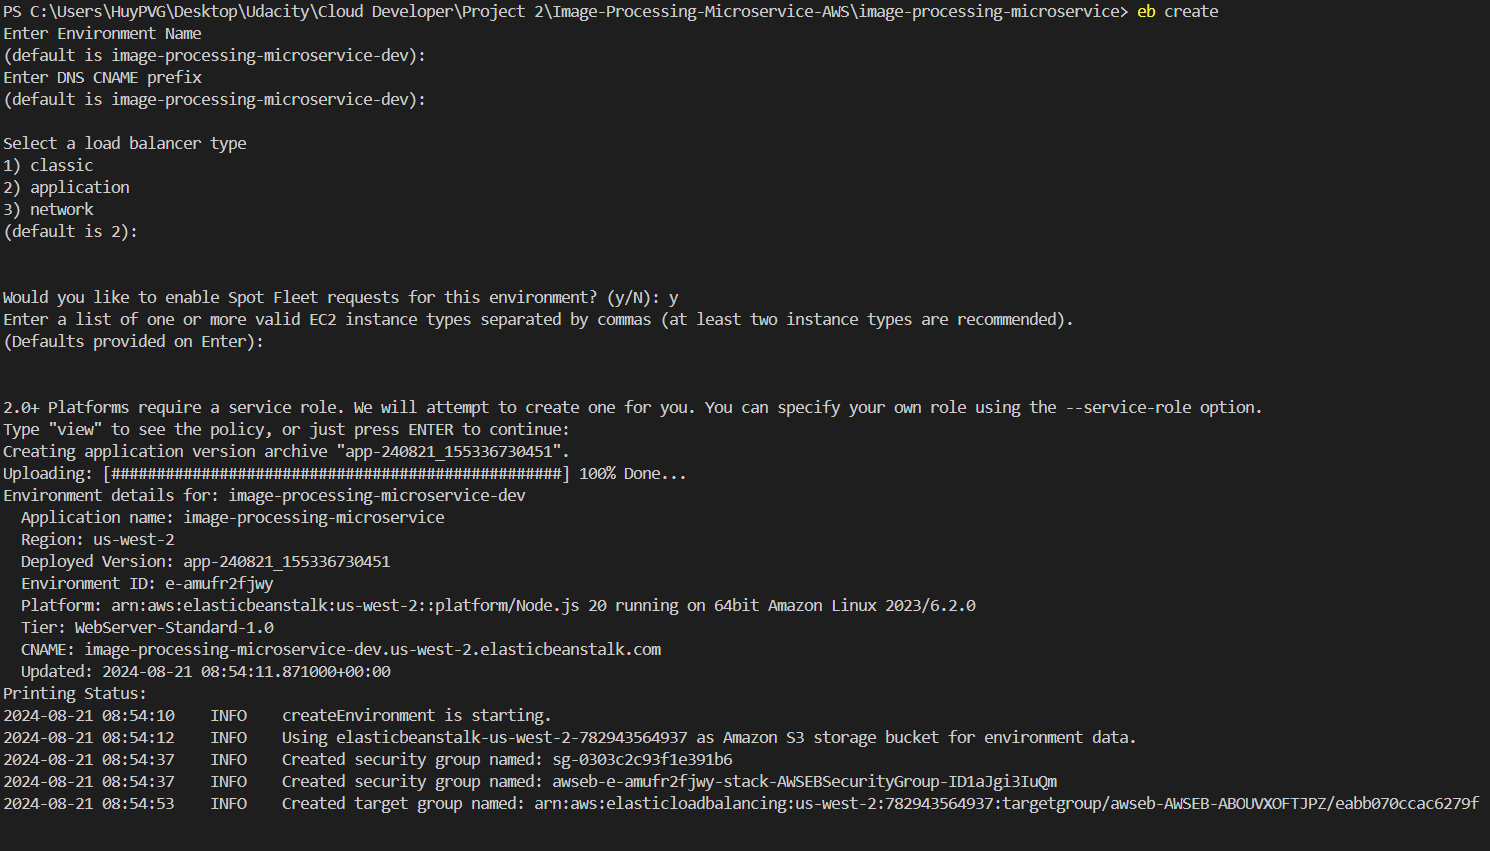 PS C:\Users\HuyPVG\Desktop\Udacity\Cloud Developer\Project 2\Image-Processing-Microservice-AWS\image-processing-microservice> eb create
Enter Environment Name
(default is image-processing-microservice-dev):
Enter DNS CNAME prefix
(default is image-processing-microservice-dev):
Select a load balancer type
1) classic
2) application
3) network
(default is 2):
Would you like to enable Spot Fleet requests for this environment? (y/N): y
Enter a list of one or more valid EC2 instance types separated by commas (at least two instance types are recommended).
(Defaults provided on Enter):
2.0+ Platforms require a service role. We will attempt to create one for you. You can specify your own role using the --service-role option.
Type "view" to see the policy, or just press ENTER to continue:
Creating application version archive "app-240821_155336730451".
Uploading: [##################################################] 100% Done...
Environment details for: image-processing-microservice-dev
  Application name: image-processing-microservice
  Region: us-west-2
  Deployed Version: app-240821_155336730451
  Environment ID: e-amufr2fjwy
  Platform: arn:aws:elasticbeanstalk:us-west-2::platform/Node.js 20 running on 64bit Amazon Linux 2023/6.2.0
  Tier: WebServer-Standard-1.0
  CNAME: image-processing-microservice-dev.us-west-2.elasticbeanstalk.com
  Updated: 2024-08-21 08:54:11.871000+00:00
Printing Status:
2024-08-21 08:54:10    INFO    createEnvironment is starting.
2024-08-21 08:54:12    INFO    Using elasticbeanstalk-us-west-2-782943564937 as Amazon S3 storage bucket for environment data.
2024-08-21 08:54:37    INFO    Created security group named: sg-0303c2c93f1e391b6
2024-08-21 08:54:37    INFO    Created security group named: awseb-e-amufr2fjwy-stack-AWSEBSecurityGroup-ID1aJgi3IuQm
2024-08-21 08:54:53    INFO    Created target group named: arn:aws:elasticloadbalancing:us-west-2:782943564937:targetgroup/awseb-AWSEB-ABOUVXOFTJPZ/eabb070ccac6279f